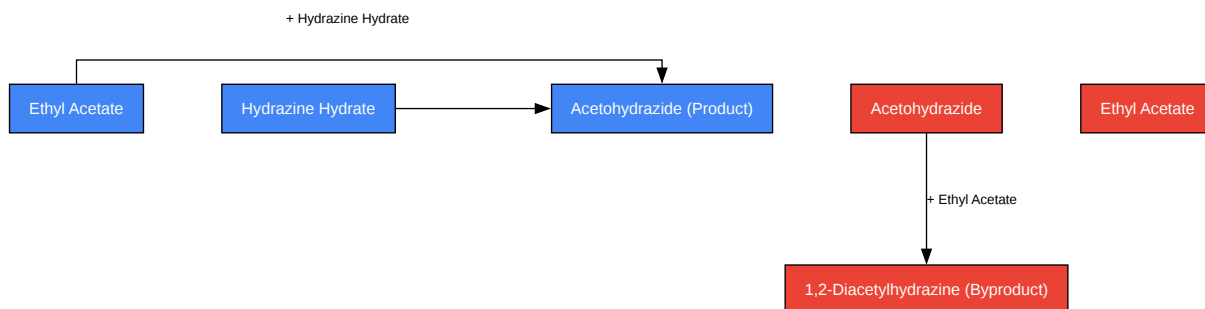 + Hydrazine Hydrate
Ethyl Acetate
Hydrazine Hydrate
Acetohydrazide (Product)
Acetohydrazide
Ethyl Acetate
+ Ethyl Acetate
1,2-Diacetylhydrazine (Byproduct)